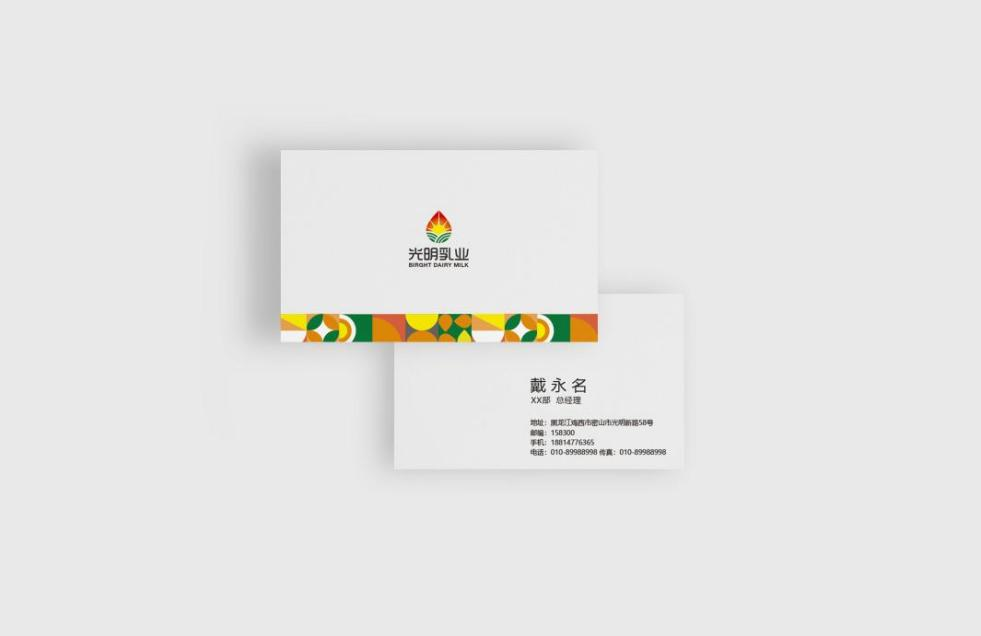 光明乳业
BIRGHT DAIRY MILK
戴永名
XX部 总经理
地址：黑龙江鸡西市密山市光明新路58号
邮编：158300
手机：18814776365
电话：010-89988998 传真：010-89988998